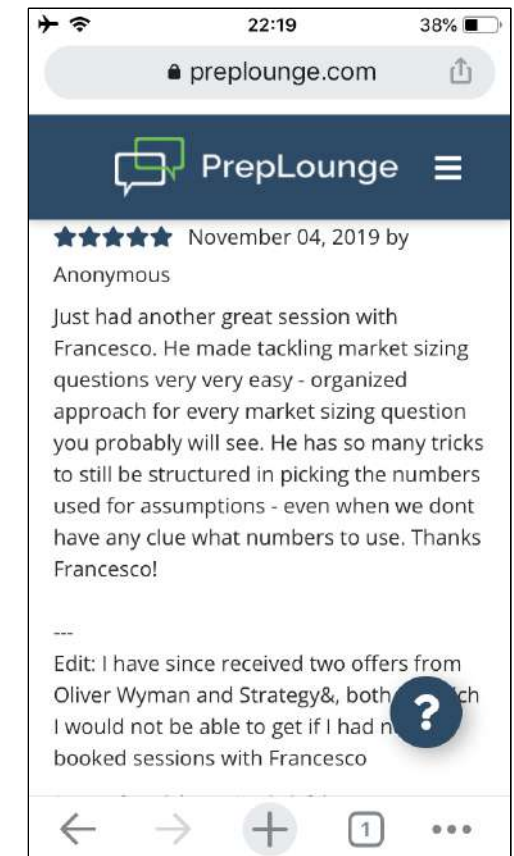 22:19
38%
preplounge.com
PrepLounge
November 04, 2019 by
Anonymous
Just had another great session with
Francesco. He made tackling market sizing
questions very very easy - organized
approach for every market sizing question
you probably will see. He has so many tricks
to still be structured in picking the numbers
used for assumptions - even when we dont
have any clue what numbers to use. Thanks
Francesco!
---
Edit: I have since received two offers from
Oliver Wyman and Strategy&, both
I would not be able to get if I had
?
booked sessions with Francesco
1